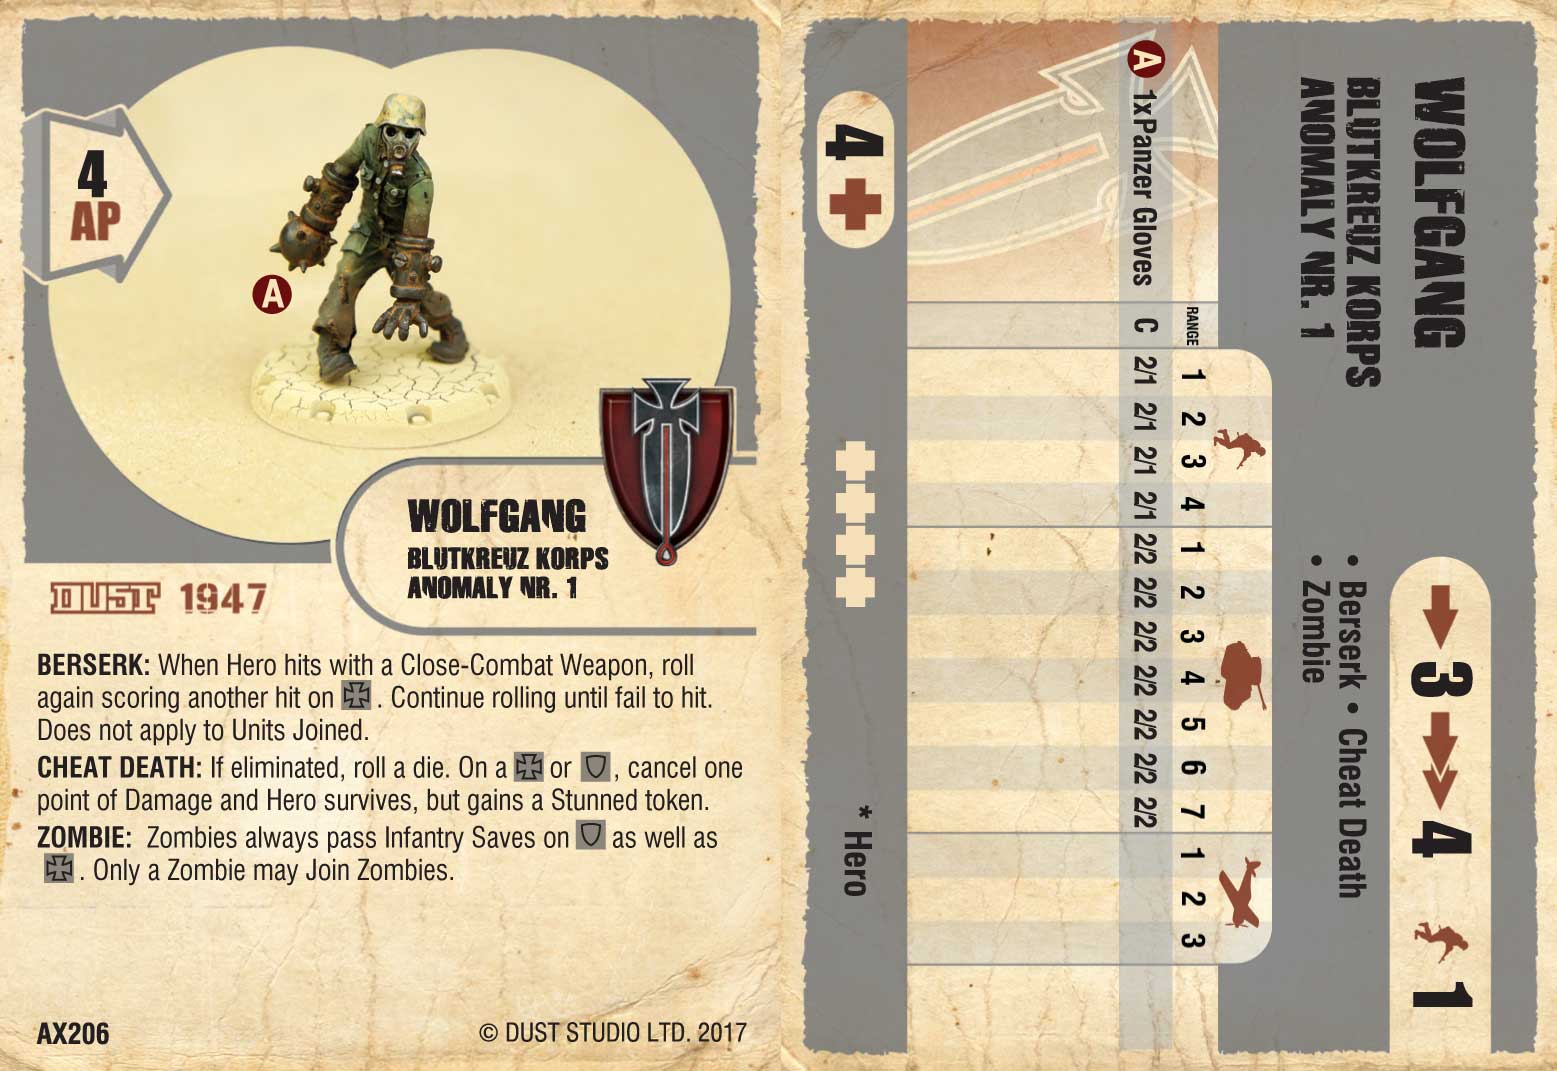 4
AP
A
WOLFGANG
BLUTKREUZ KORPS
ANOMALY NR. 1
DUST 1947
BERSERK: When Hero hits with a Close-Combat Weapon, roll
again scoring another hit on . Continue rolling until fail to hit.
Does not apply to Units Joined.
CHEAT DEATH: If eliminated, roll a die. On a or , cancel one
point of Damage and Hero survives, but gains a Stunned token.
ZOMBIE: Zombies always pass Infantry Saves on as well as
. Only a Zombie may Join Zombies.
AX206
© DUST STUDIO LTD. 2017
WOLFGANG
BLUTKREUZ KORPS
ANOMALY NR. 1
3 4 1
• Berserk • Cheat Death
• Zombie
RANGE 1 2 3 4 1 2 3 4 5 6 7 1 2 3
A 1x Panzer Gloves C 2/1 2/1 2/1 2/1 2/2 2/2 2/2 2/2 2/2 2/2 2/2
4
* Hero